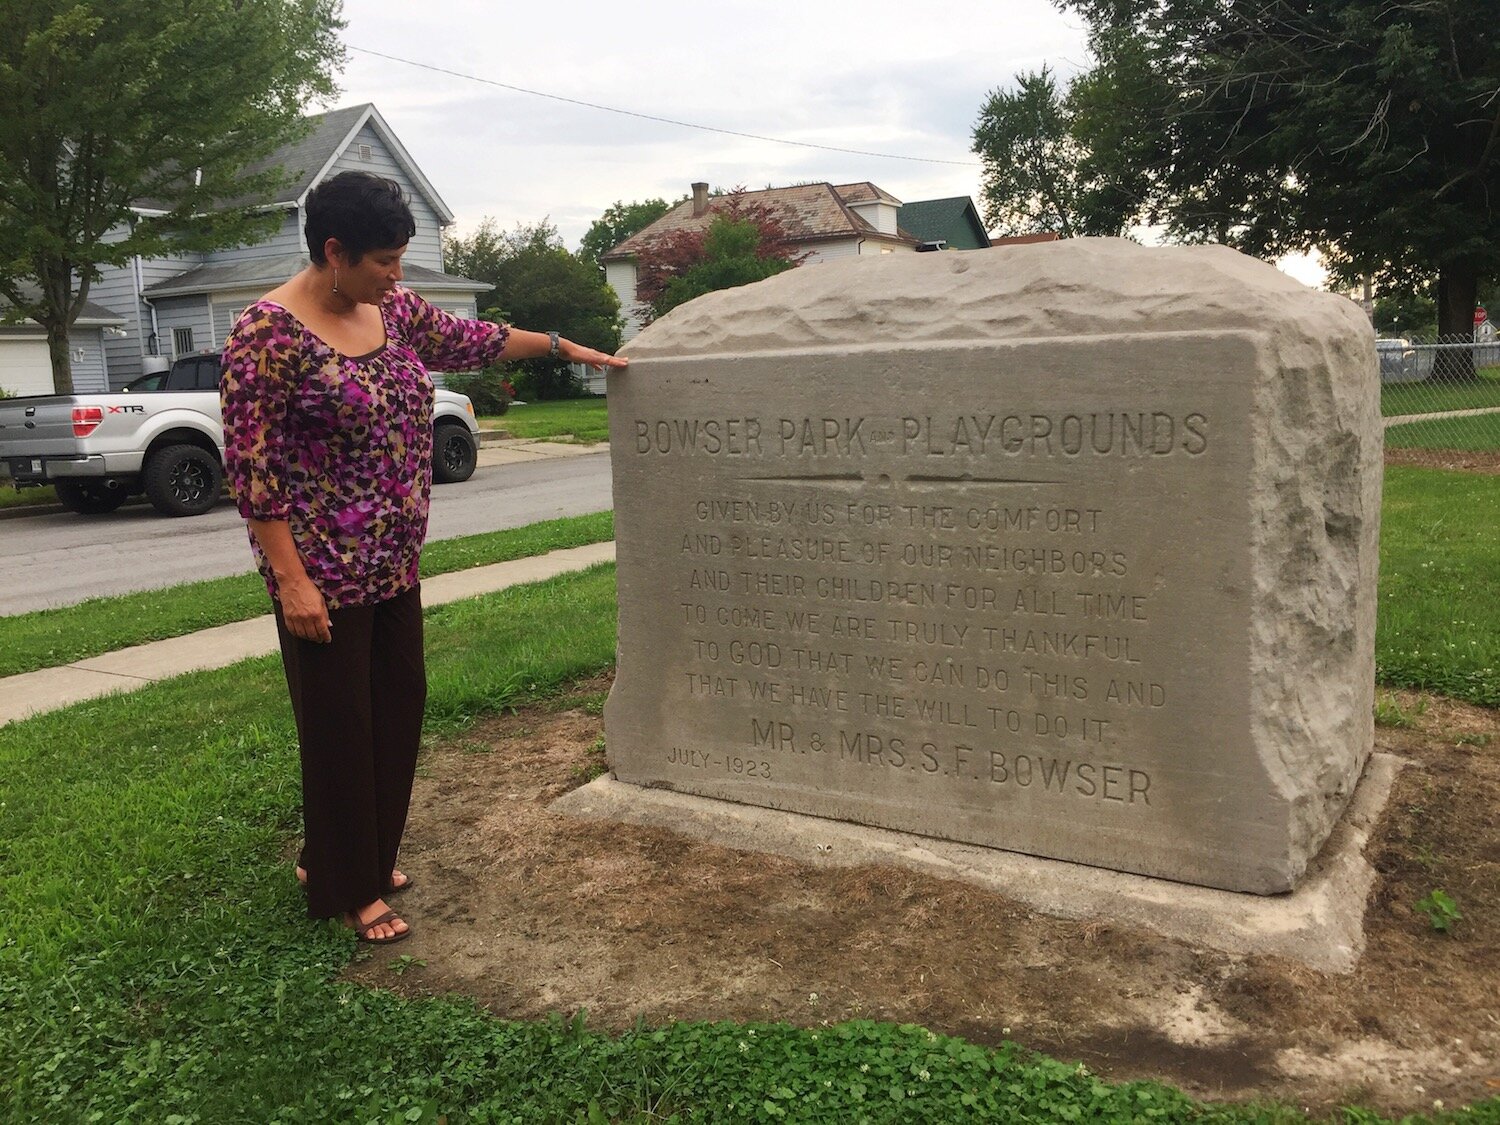 BOWSER PARK AND PLAYGROUNDS
GIVEN BY US FOR THE COMFORT
AND PLEASURE OF OUR NEIGHBORS
AND THEIR CHILDREN FOR ALL TIME
TO COME. WE ARE TRULY THANKFUL
TO GOD THAT WE CAN DO THIS AND
THAT WE HAVE THE WILL TO DO IT.
MR. & MRS. S. F. BOWSER
JULY-1923
XTR
STOP